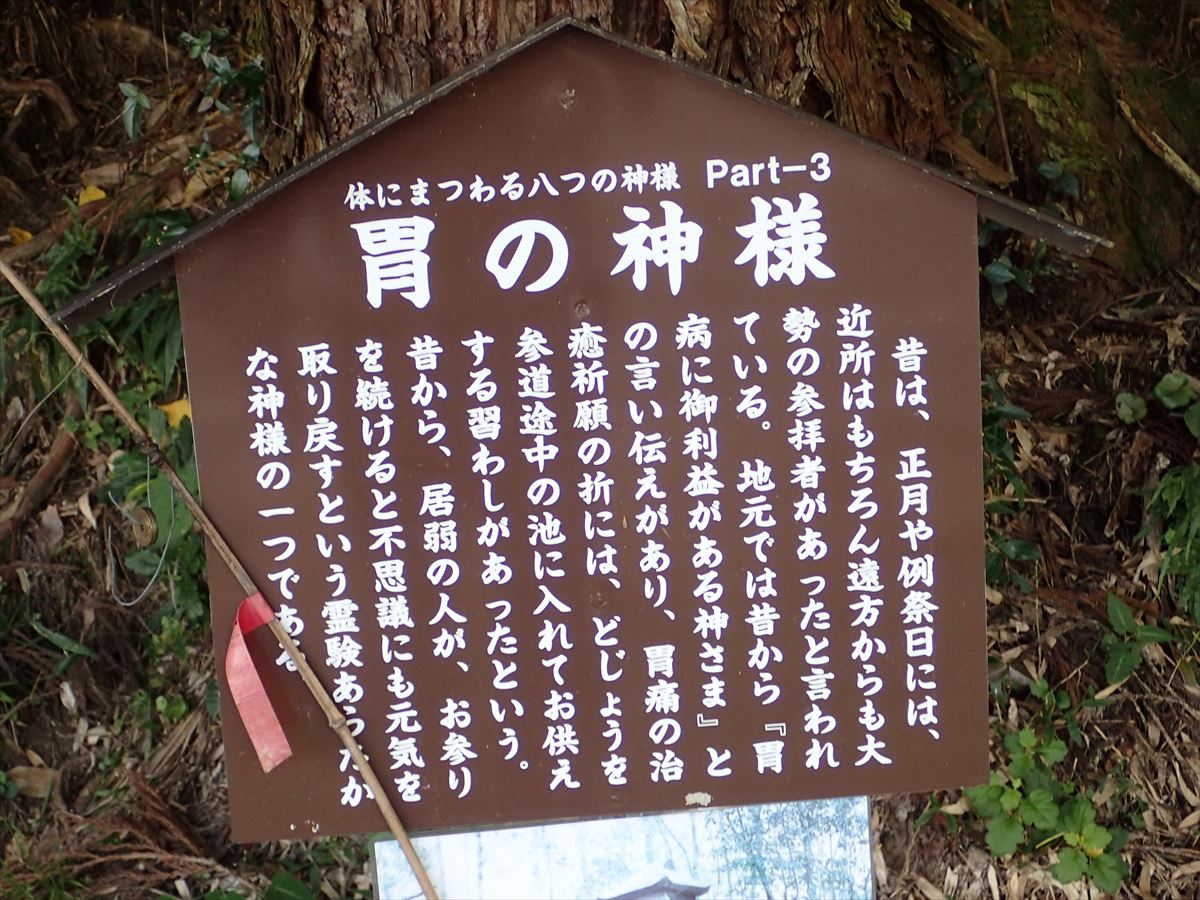 体にまつわる八つの神様 Part-3
胃の神様
昔は、正月や例条日には、
近所はもちろん遠方からも大
勢の参拝者があったと言われ
ている。地元では昔から『胃
病に御利益がある神さま』と
の言い伝えがあり、胃痛の治
癒祈願の折には、どじょうを
参道途中の池に入れてお供え
する習わしがあったという。
昔から、居弱の人が、お参り
を続けると不思議にも元気を
取り戻すという霊験あらたか
な神様の一つである。